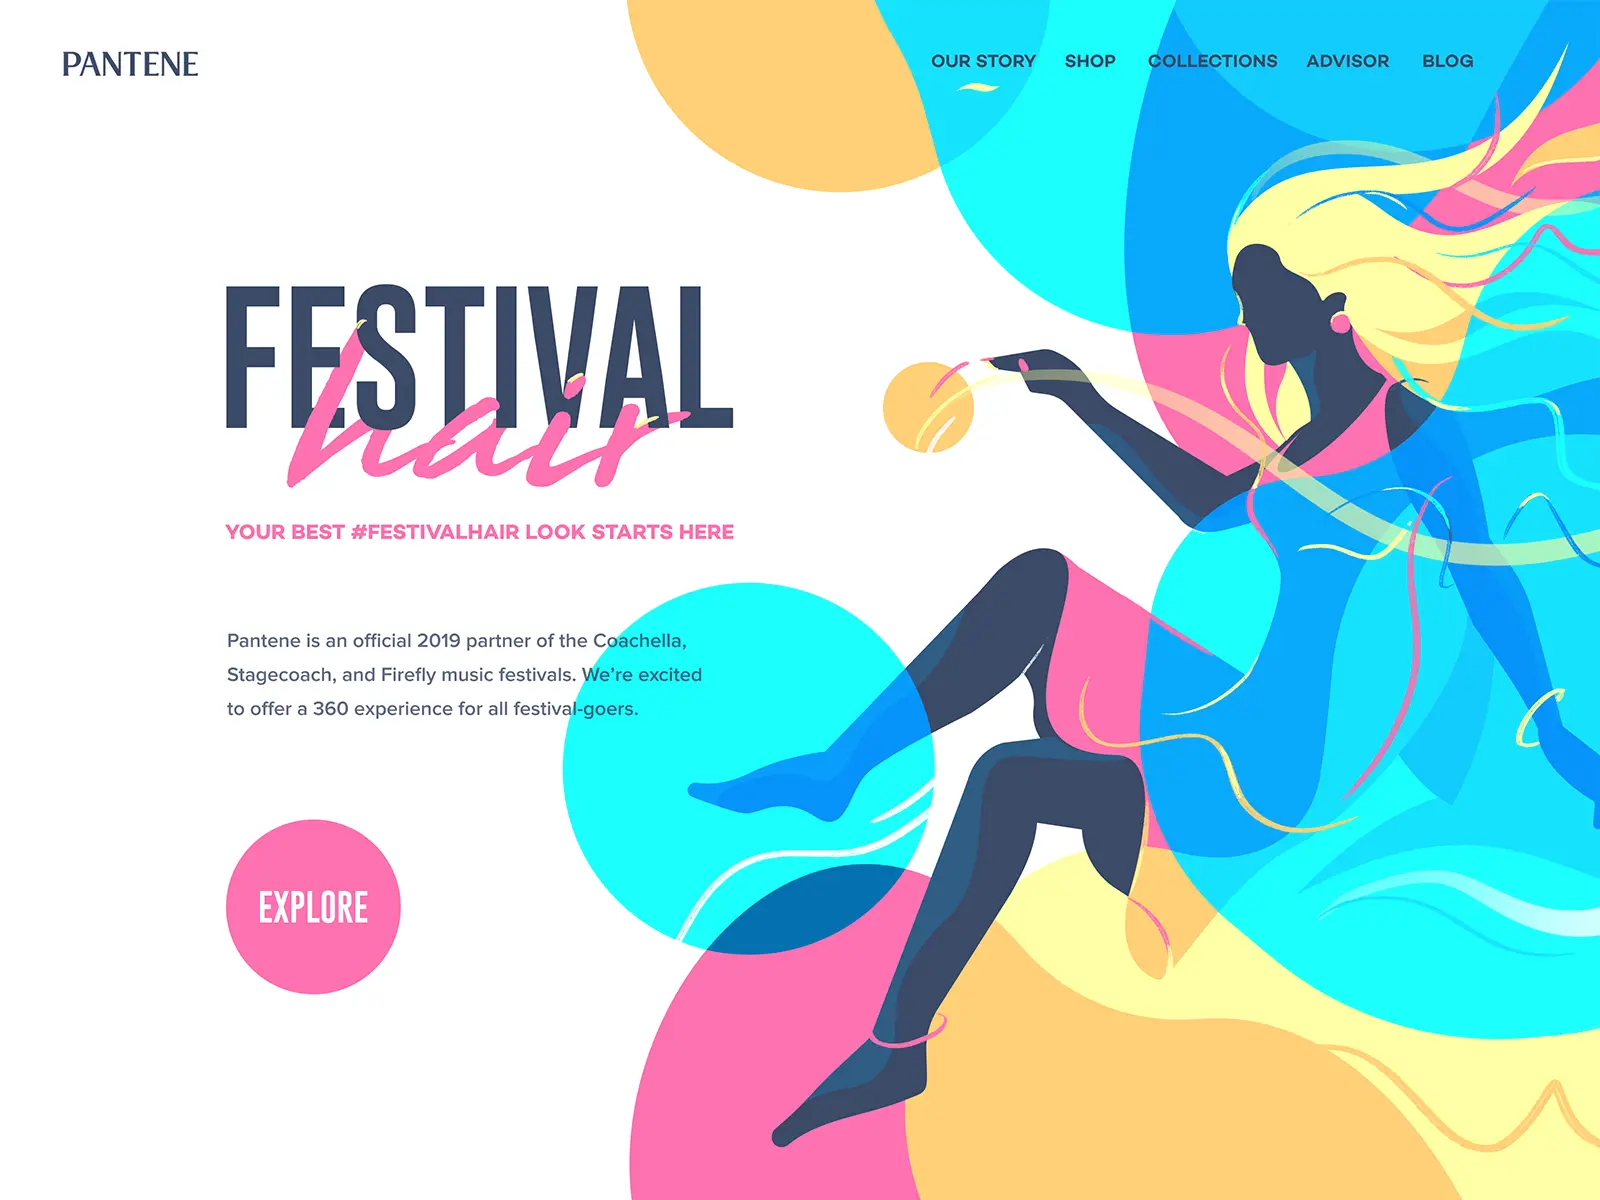 PANTENE
OUR STORY SHOP COLLECTIONS ADVISOR BLOG
FESTIVAL
hair
YOUR BEST #FESTIVALHAIR LOOK STARTS HERE
Pantene is an official 2019 partner of the Coachella,
Stagecoach, and Firefly music festivals. We’re excited
to offer a 360 experience for all festival-goers.
EXPLORE